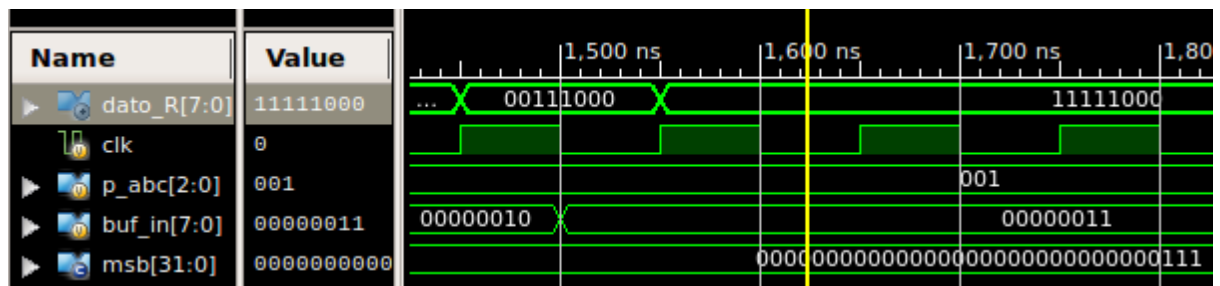 Name Value 1,500 ns 1,600 ns 1,700 ns 1,80
dato_R[7:0] 11111000 ... 00111000 11111000
clk 0
p_abc[2:0] 001 001
buf_in[7:0] 00000011 00000010 00000011
msb[31:0] 0000000000 00000000000000000000000000000111